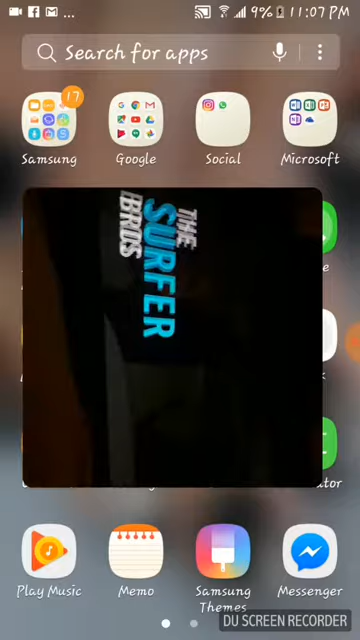 ... 9% 11:07 PM
Search for apps
17
Samsung Google Social Microsoft
THE
SURFER
BROS
e
k
ator
Play Music Memo Samsung Themes Messenger
DU SCREEN RECORDER